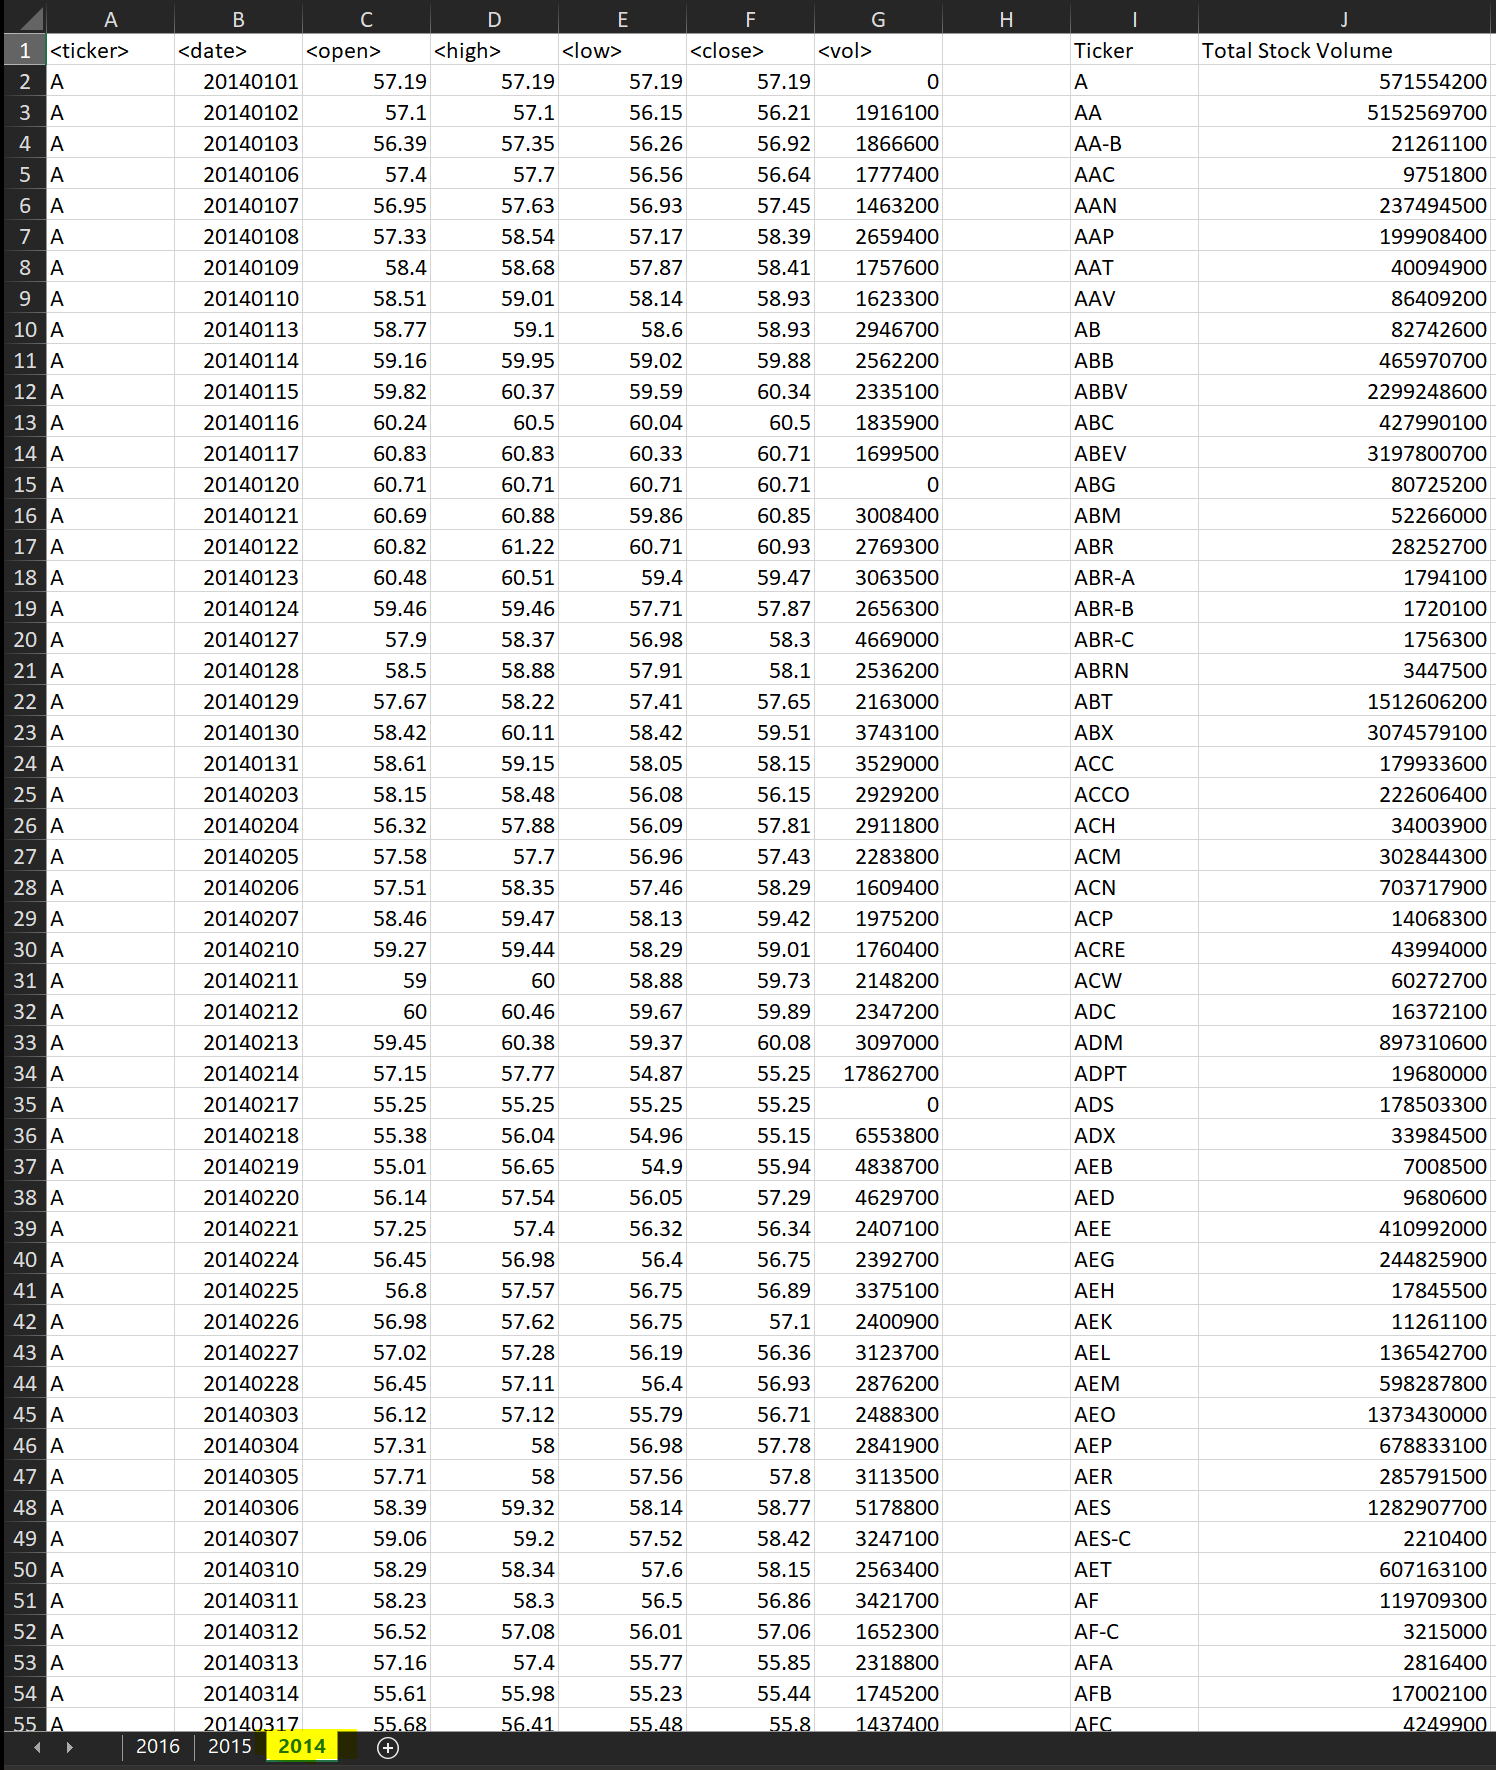 A B C D E F G H I J
1 <ticker> <date> <open> <high> <low> <close> <vol> Ticker Total Stock Volume
2 A 20140101 57.19 57.19 57.19 57.19 0 A 571554200
3 A 20140102 57.1 57.1 56.15 56.21 1916100 AA 5152569700
4 A 20140103 56.39 57.35 56.26 56.92 1866600 AA-B 21261100
5 A 20140106 57.4 57.7 56.56 56.64 1777400 AAC 9751800
6 A 20140107 56.95 57.63 56.93 57.45 1463200 AAN 237494500
7 A 20140108 57.33 58.54 57.17 58.39 2659400 AAP 199908400
8 A 20140109 58.4 58.68 57.87 58.41 1757600 AAT 40094900
9 A 20140110 58.51 59.01 58.14 58.93 1623300 AAV 86409200
10 A 20140113 58.77 59.1 58.6 58.93 2946700 AB 82742600
11 A 20140114 59.16 59.95 59.02 59.88 2562200 ABB 465970700
12 A 20140115 59.82 60.37 59.59 60.34 2335100 ABBV 2299248600
13 A 20140116 60.24 60.5 60.04 60.5 1835900 ABC 427990100
14 A 20140117 60.83 60.83 60.33 60.71 1699500 ABEV 3197800700
15 A 20140120 60.71 60.71 60.71 60.71 0 ABG 80725200
16 A 20140121 60.69 60.88 59.86 60.85 3008400 ABM 52266000
17 A 20140122 60.82 61.22 60.71 60.93 2769300 ABR 28252700
18 A 20140123 60.48 60.51 59.4 59.47 3063500 ABR-A 1794100
19 A 20140124 59.46 59.46 57.71 57.87 2656300 ABR-B 1720100
20 A 20140127 57.9 58.37 56.98 58.3 4669000 ABR-C 1756300
21 A 20140128 58.5 58.88 57.91 58.1 2536200 ABRN 3447500
22 A 20140129 57.67 58.22 57.41 57.65 2163000 ABT 1512606200
23 A 20140130 58.42 60.11 58.42 59.51 3743100 ABX 3074579100
24 A 20140131 58.61 59.15 58.05 58.15 3529000 ACC 179933600
25 A 20140203 58.15 58.48 56.08 56.15 2929200 ACCO 222606400
26 A 20140204 56.32 57.88 56.09 57.81 2911800 ACH 34003900
27 A 20140205 57.58 57.7 56.96 57.43 2283800 ACM 302844300
28 A 20140206 57.51 58.35 57.46 58.29 1609400 ACN 703717900
29 A 20140207 58.46 59.47 58.13 59.42 1975200 ACP 14068300
30 A 20140210 59.27 59.44 58.29 59.01 1760400 ACRE 43994000
31 A 20140211 59 60 58.88 59.73 2148200 ACW 60272700
32 A 20140212 60 60.46 59.67 59.89 2347200 ADC 16372100
33 A 20140213 59.45 60.38 59.37 60.08 3097000 ADM 897310600
34 A 20140214 57.15 57.77 54.87 55.25 17862700 ADPT 19680000
35 A 20140217 55.25 55.25 55.25 55.25 0 ADS 178503300
36 A 20140218 55.38 56.04 54.96 55.15 6553800 ADX 33984500
37 A 20140219 55.01 56.65 54.9 55.94 4838700 AEB 7008500
38 A 20140220 56.14 57.54 56.05 57.29 4629700 AED 9680600
39 A 20140221 57.25 57.4 56.32 56.34 2407100 AEE 410992000
40 A 20140224 56.45 56.98 56.4 56.75 2392700 AEG 244825900
41 A 20140225 56.8 57.57 56.75 56.89 3375100 AEH 17845500
42 A 20140226 56.98 57.62 56.75 57.1 2400900 AEK 11261100
43 A 20140227 57.02 57.28 56.19 56.36 3123700 AEL 136542700
44 A 20140228 56.45 57.11 56.4 56.93 2876200 AEM 598287800
45 A 20140303 56.12 57.12 55.79 56.71 2488300 AEO 1373430000
46 A 20140304 57.31 58 56.98 57.78 2841900 AEP 678833100
47 A 20140305 57.71 58 57.56 57.8 3113500 AER 285791500
48 A 20140306 58.39 59.32 58.14 58.77 5178800 AES 1282907700
49 A 20140307 59.06 59.2 57.52 58.42 3247100 AES-C 2210400
50 A 20140310 58.29 58.34 57.6 58.15 2563400 AET 607163100
51 A 20140311 58.23 58.3 56.5 56.86 3421700 AF 119709300
52 A 20140312 56.52 57.08 56.01 57.06 1652300 AF-C 3215000
53 A 20140313 57.16 57.4 55.77 55.85 2318800 AFA 2816400
54 A 20140314 55.61 55.98 55.23 55.44 1745200 AFB 17002100
55 A 20140317 55.68 56.41 55.48 55.8 1437400 AFC 4249900
2016 2015 2014